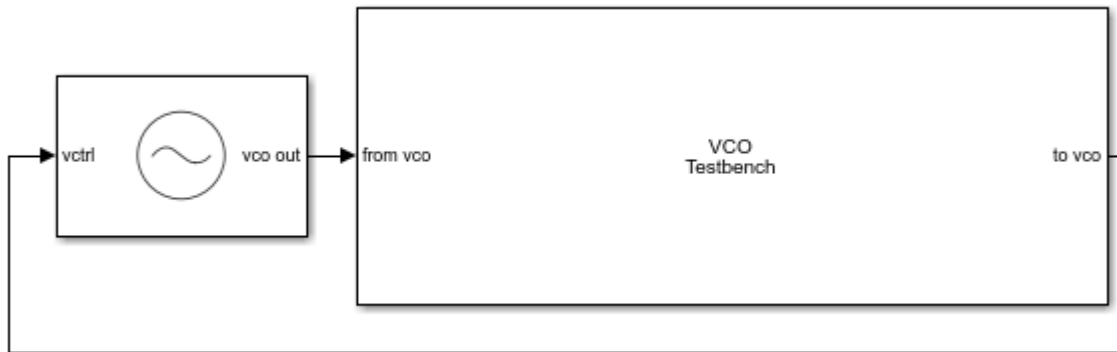 vctrl
vco out
from vco
VCO
Testbench
to vco